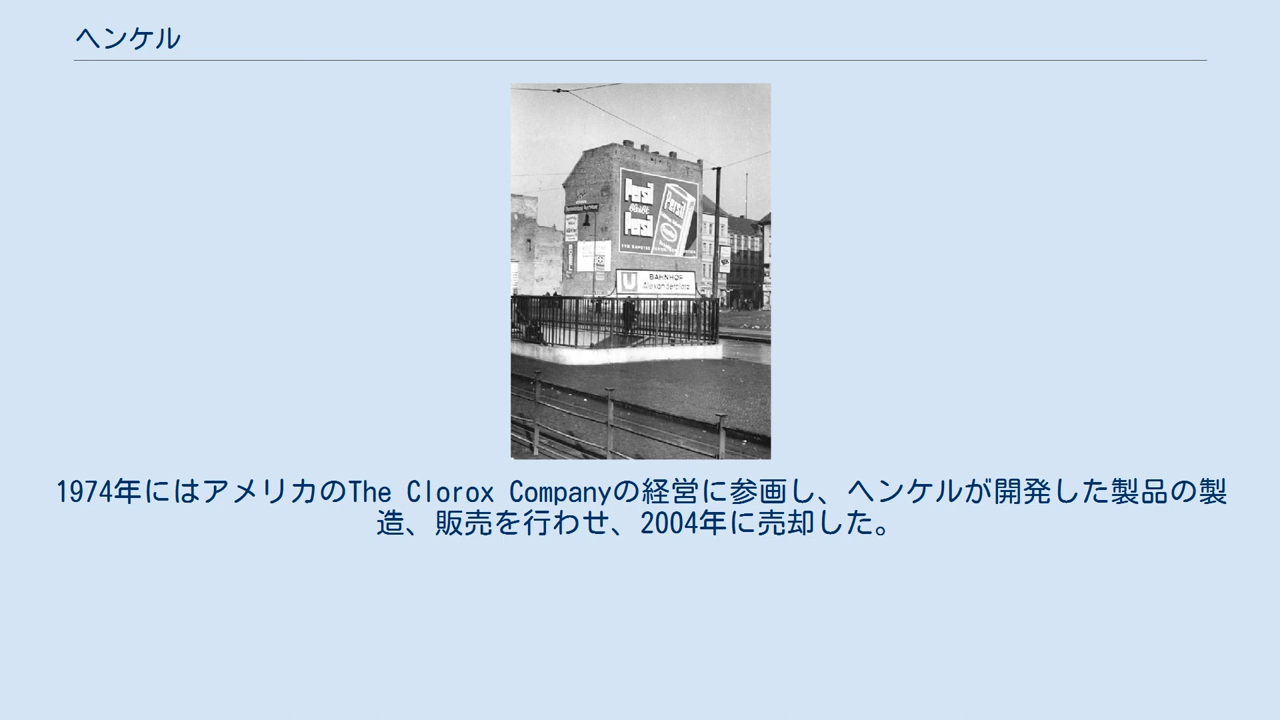 ヘンケル
Persil
bleibt
Persil
Persil
U
BAHNHOF
Alexanderplatz
1974年にはアメリカのThe Clorox Companyの経営に参画し、ヘンケルが開発した製品の製
造、販売を行わせ、2004年に売却した。